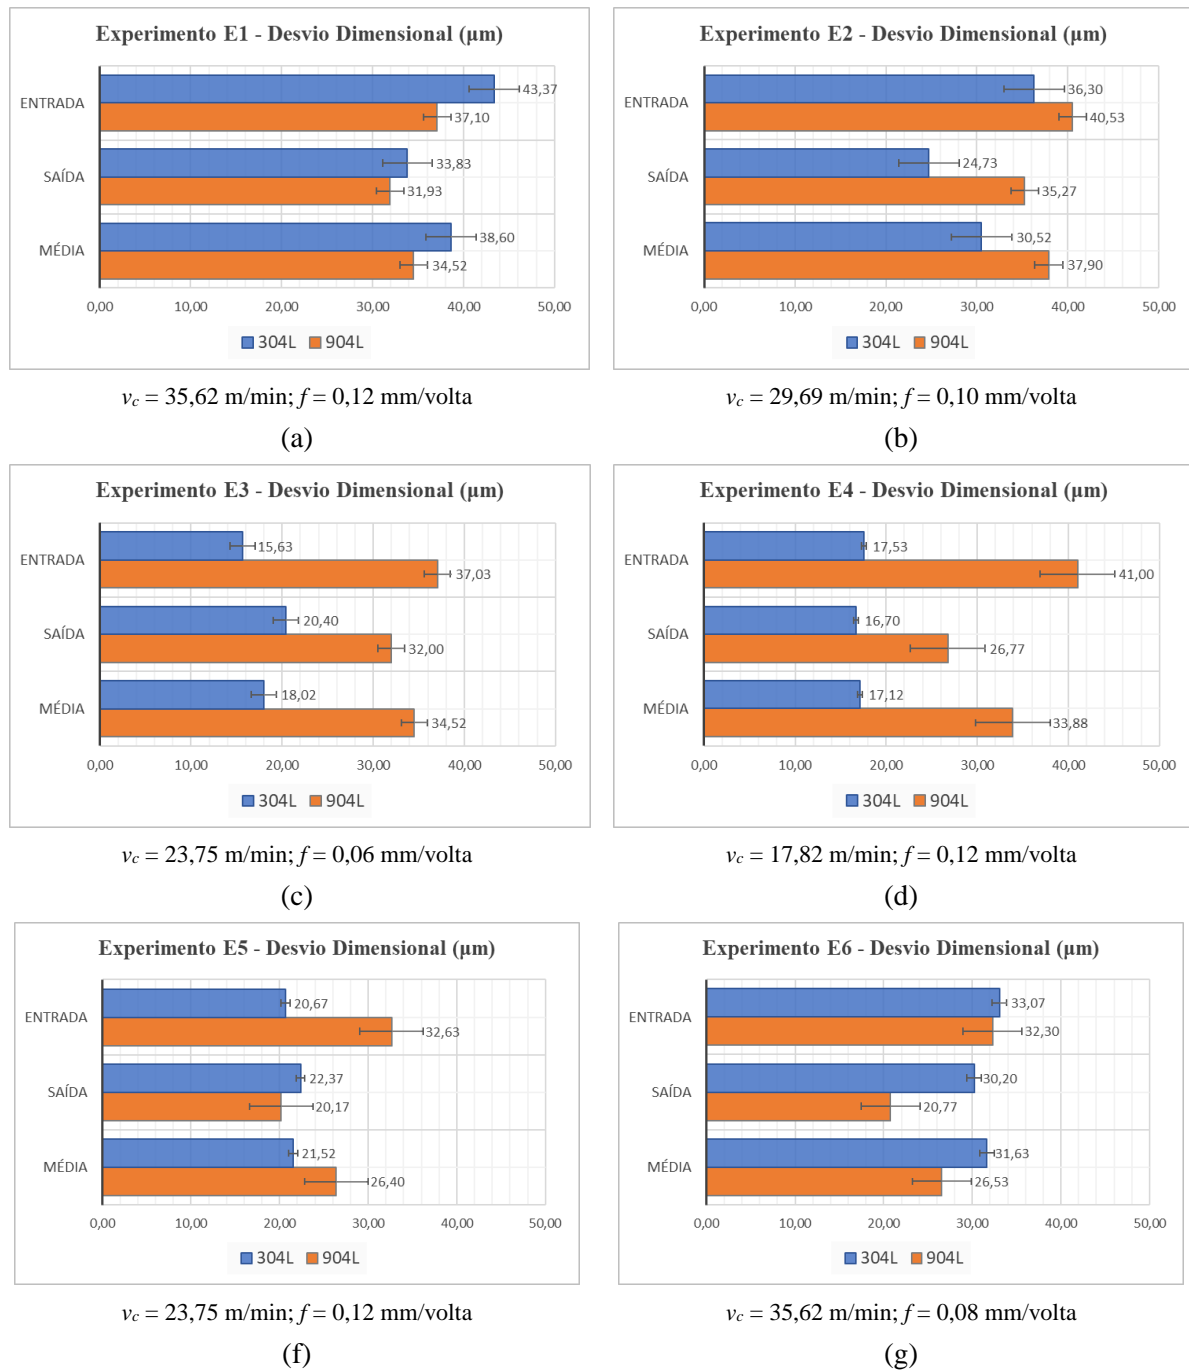 Experimento E1 - Desvio Dimensional (µm)
ENTRADA
43,37
37,10
SAÍDA
33,83
31,93
MÉDIA
38,60
34,52
0,00 10,00 20,00 30,00 40,00 50,00
304L 904L
v_c = 35,62 m/min; f = 0,12 mm/volta
(a)
Experimento E2 - Desvio Dimensional (µm)
ENTRADA
36,30
40,53
SAÍDA
24,73
35,27
MÉDIA
30,52
37,90
0,00 10,00 20,00 30,00 40,00 50,00
304L 904L
v_c = 29,69 m/min; f = 0,10 mm/volta
(b)
Experimento E3 - Desvio Dimensional (µm)
ENTRADA
15,63
37,03
SAÍDA
20,40
32,00
MÉDIA
18,02
34,52
0,00 10,00 20,00 30,00 40,00 50,00
304L 904L
v_c = 23,75 m/min; f = 0,06 mm/volta
(c)
Experimento E4 - Desvio Dimensional (µm)
ENTRADA
17,53
41,00
SAÍDA
16,70
26,77
MÉDIA
17,12
33,88
0,00 10,00 20,00 30,00 40,00 50,00
304L 904L
v_c = 17,82 m/min; f = 0,12 mm/volta
(d)
Experimento E5 - Desvio Dimensional (µm)
ENTRADA
20,67
32,63
SAÍDA
22,37
20,17
MÉDIA
21,52
26,40
0,00 10,00 20,00 30,00 40,00 50,00
304L 904L
v_c = 23,75 m/min; f = 0,12 mm/volta
(f)
Experimento E6 - Desvio Dimensional (µm)
ENTRADA
33,07
32,30
SAÍDA
30,20
20,77
MÉDIA
31,63
26,53
0,00 10,00 20,00 30,00 40,00 50,00
304L 904L
v_c = 35,62 m/min; f = 0,08 mm/volta
(g)